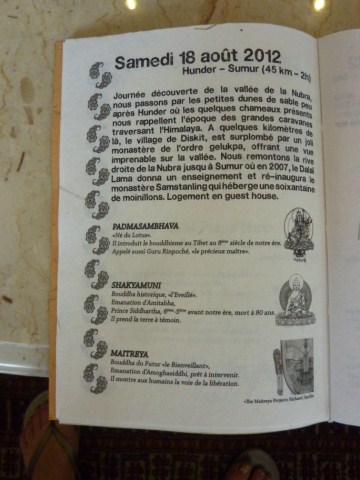 Samedi 18 août 2012
Hunder – Sumur (45 km – 2h)
Journée découverte de la vallée de la Nubra,
nous passons par les petites dunes de sable peu
après Hunder où les quelques chameaux présents
nous rappellent l'époque des grandes caravanes
traversant l'Himalaya. A quelques kilomètres de
là, le village de Diskit, est surplombé par un joli
monastère de l'ordre gelukpa, offrant une vue
imprenable sur la vallée. Nous remontons la rive
droite de la Nubra jusqu à Sumur où en 2007, le Dalaï
Lama donna un enseignement et ré-inaugura le
monastère Samstanling qui héberge une soixantaine
de moinillons. Logement en guest house.
PADMASAMBHAVA
«Né du Lotus».
Il introduit le bouddhisme au Tibet au 8ème siècle de notre ère.
Appelé aussi Guru Rinpoché, «le précieux maître».
SHAKYAMUNI
Bouddha historique, «l'Eveillé».
Emanation d'Amitabha,
Prince Siddhartha, 6ème-5ème avant notre ère, mort à 80 ans.
Il prend la terre à témoin.
MAITREYA
Bouddha du Futur «le Bienveillant»,
Emanation d'Amoghasiddhi, prêt à intervenir.
Il montre aux humains la voie de la libération.
«The Maitreya Project»